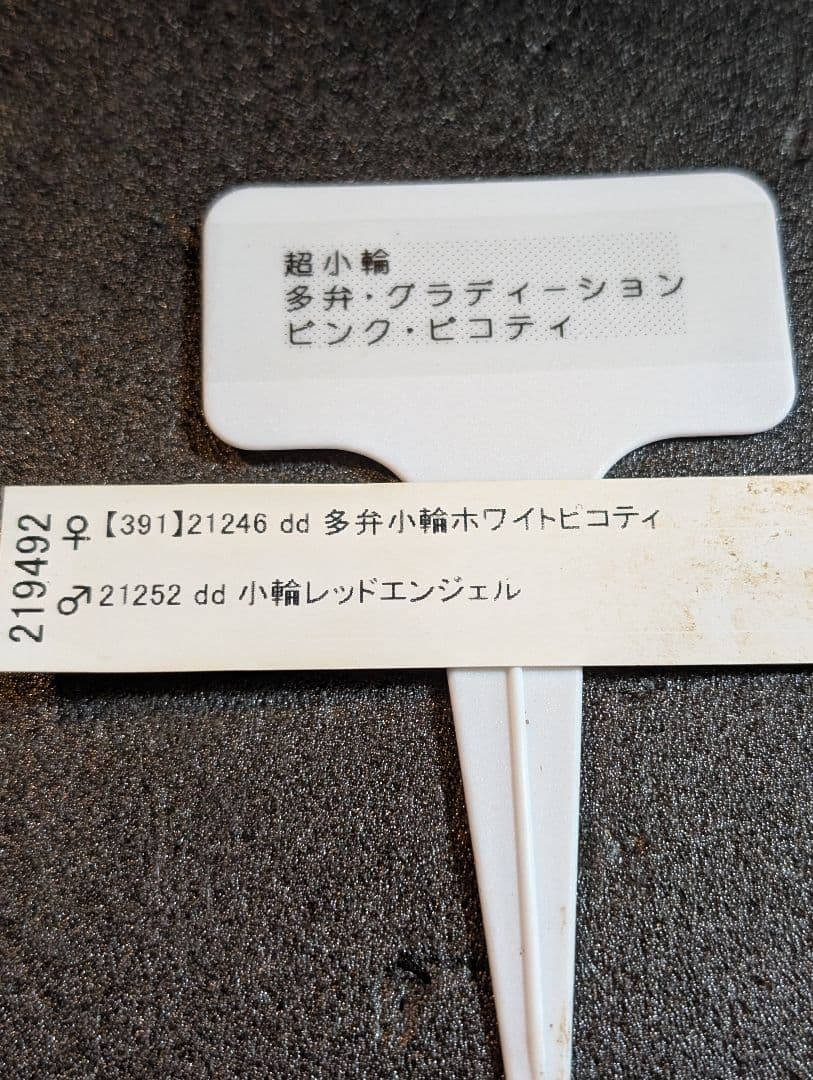 超小輪
多弁・グラディーション
ピンク・ピコティ
219492
♀【391】21246 dd 多弁小輪ホワイトピコティ
♂21252 dd 小輪レッドエンジェル